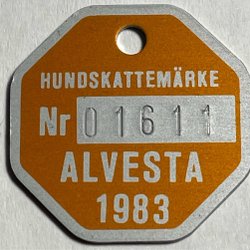 HUNDSKATTEMÄRKE
Nr 01611
ALVESTA
1983